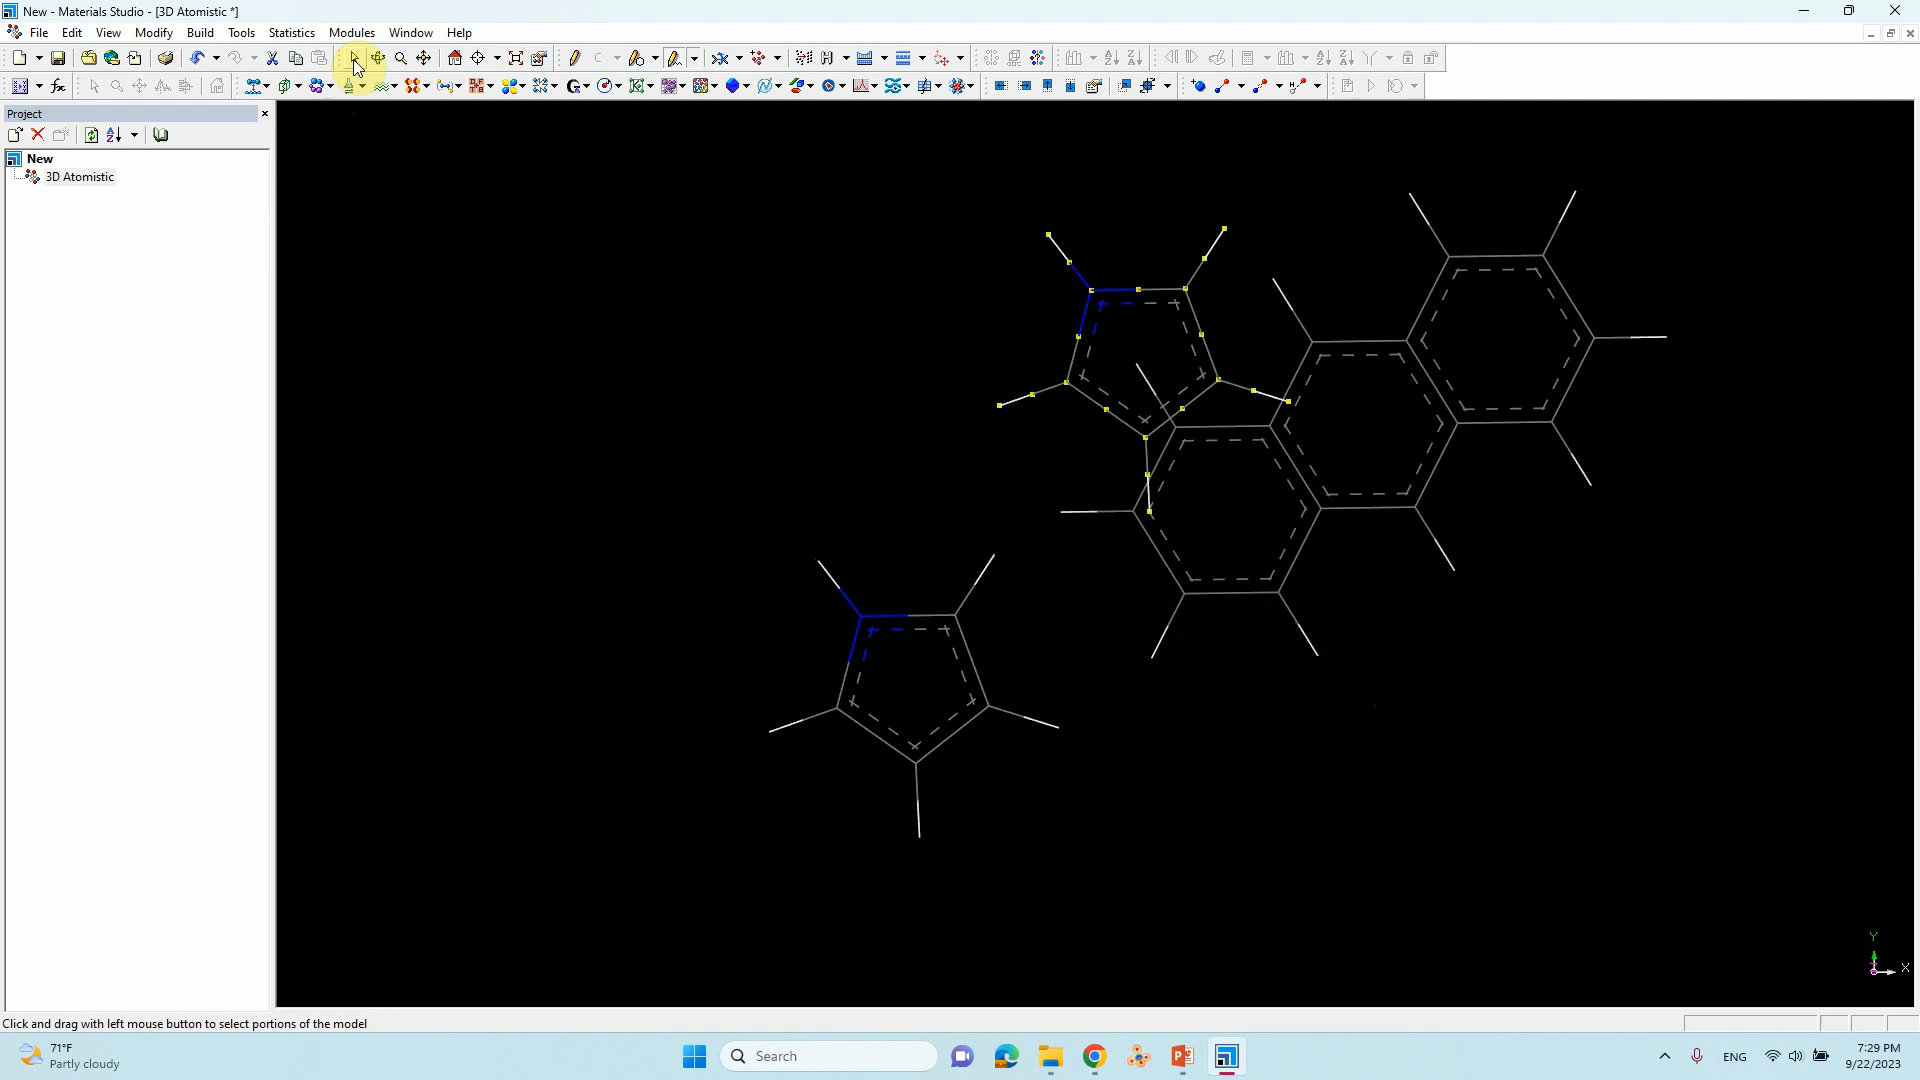 New - Materials Studio - [3D Atomistic *]
File Edit View Modify Build Tools Statistics Modules Window Help
Project
New
3D Atomistic
Y
X
Click and drag with left mouse button to select portions of the model
71°F
Partly cloudy
Search
ENG
7:29 PM
9/22/2023